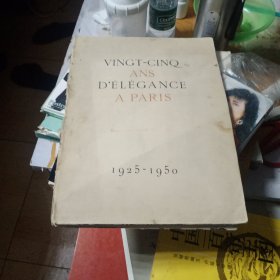 VINGT-CINQ
ANS
D'ÉLÉGANCE
A PARIS
1925-1950